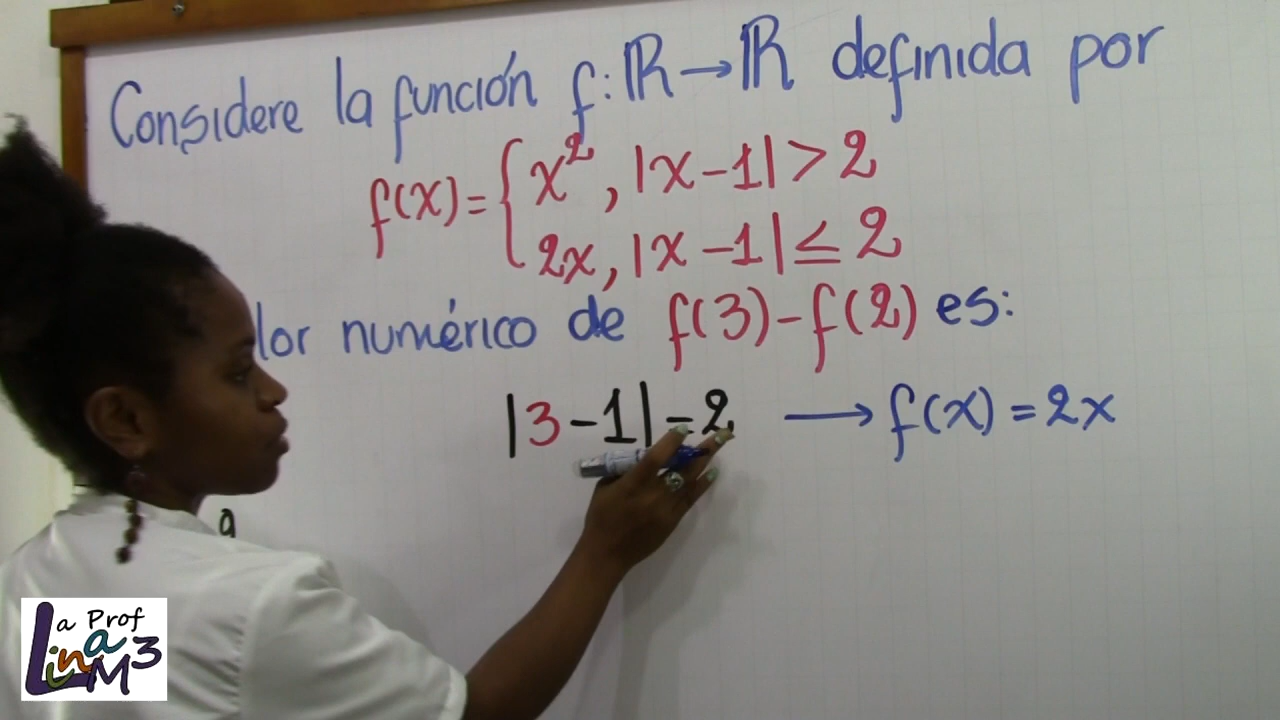 Considere la función f: ℝ → ℝ definida por
f(x) = { x², |x-1| > 2
2x, |x-1| ≤ 2
lor numérico de f(3) - f(2) es:
|3-1| = 2 → f(x) = 2x
a
La Prof
Lina
M3